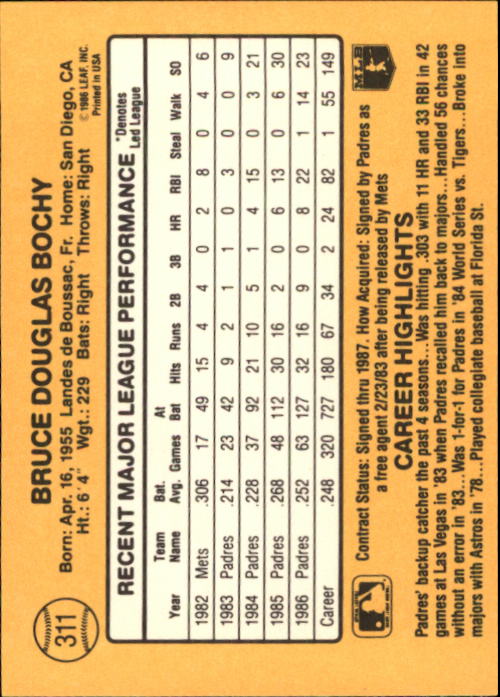 311
BRUCE DOUGLAS BOCHY
Born: Apr. 16, 1955 Landes de Boussac, Fr. Home: San Diego, CA
Ht.: 6'4" Wgt.: 229 Bats: Right Throws: Right
© 1986 LEAF, INC.
Printed in USA
RECENT MAJOR LEAGUE PERFORMANCE
*Denotes
Led League
Year Team Name Bat. Avg. Games At Bat Hits Runs 2B 3B HR RBI Steal Walk SO
1982 Mets .306 17 49 15 4 4 0 2 8 0 4 6
1983 Padres .214 23 42 9 2 1 1 0 3 0 0 9
1984 Padres .228 37 92 21 10 5 1 4 15 0 3 21
1985 Padres .268 48 112 30 16 2 0 6 13 0 6 30
1986 Padres .252 63 127 32 16 9 0 8 22 1 14 23
Career .248 320 727 180 67 34 2 24 82 1 55 149
Contract Status: Signed thru 1987. How Acquired: Signed by Padres as
a free agent 2/23/83 after being released by Mets
MLB
CAREER HIGHLIGHTS
Padres' backup catcher the past 4 seasons...Was hitting .303 with 11 HR and 33 RBI in 42
games at Las Vegas in '83 when Padres recalled him back to majors...Handled 56 chances
without an error in '83...Was 1-for-1 for Padres in '84 World Series vs. Tigers...Broke into
majors with Astros in '78...Played collegiate baseball at Florida St.